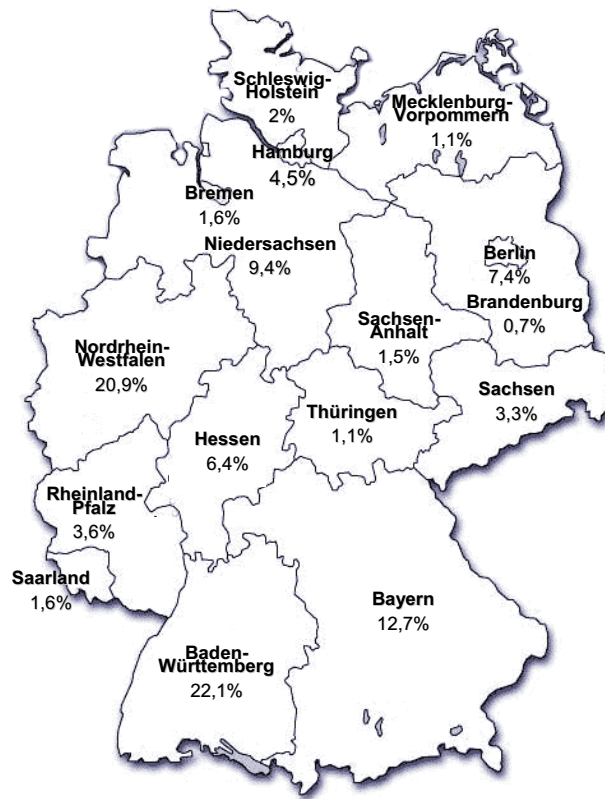 Schleswig-
Holstein
2%
Mecklenburg-
Vorpommern
1,1%
Hamburg
4,5%
Bremen
1,6%
Niedersachsen
9,4%
Berlin
7,4%
Brandenburg
0,7%
Sachsen-
Anhalt
1,5%
Nordrhein-
Westfalen
20,9%
Sachsen
3,3%
Thüringen
1,1%
Hessen
6,4%
Rheinland-
Pfalz
3,6%
Saarland
1,6%
Bayern
12,7%
Baden-
Württemberg
22,1%